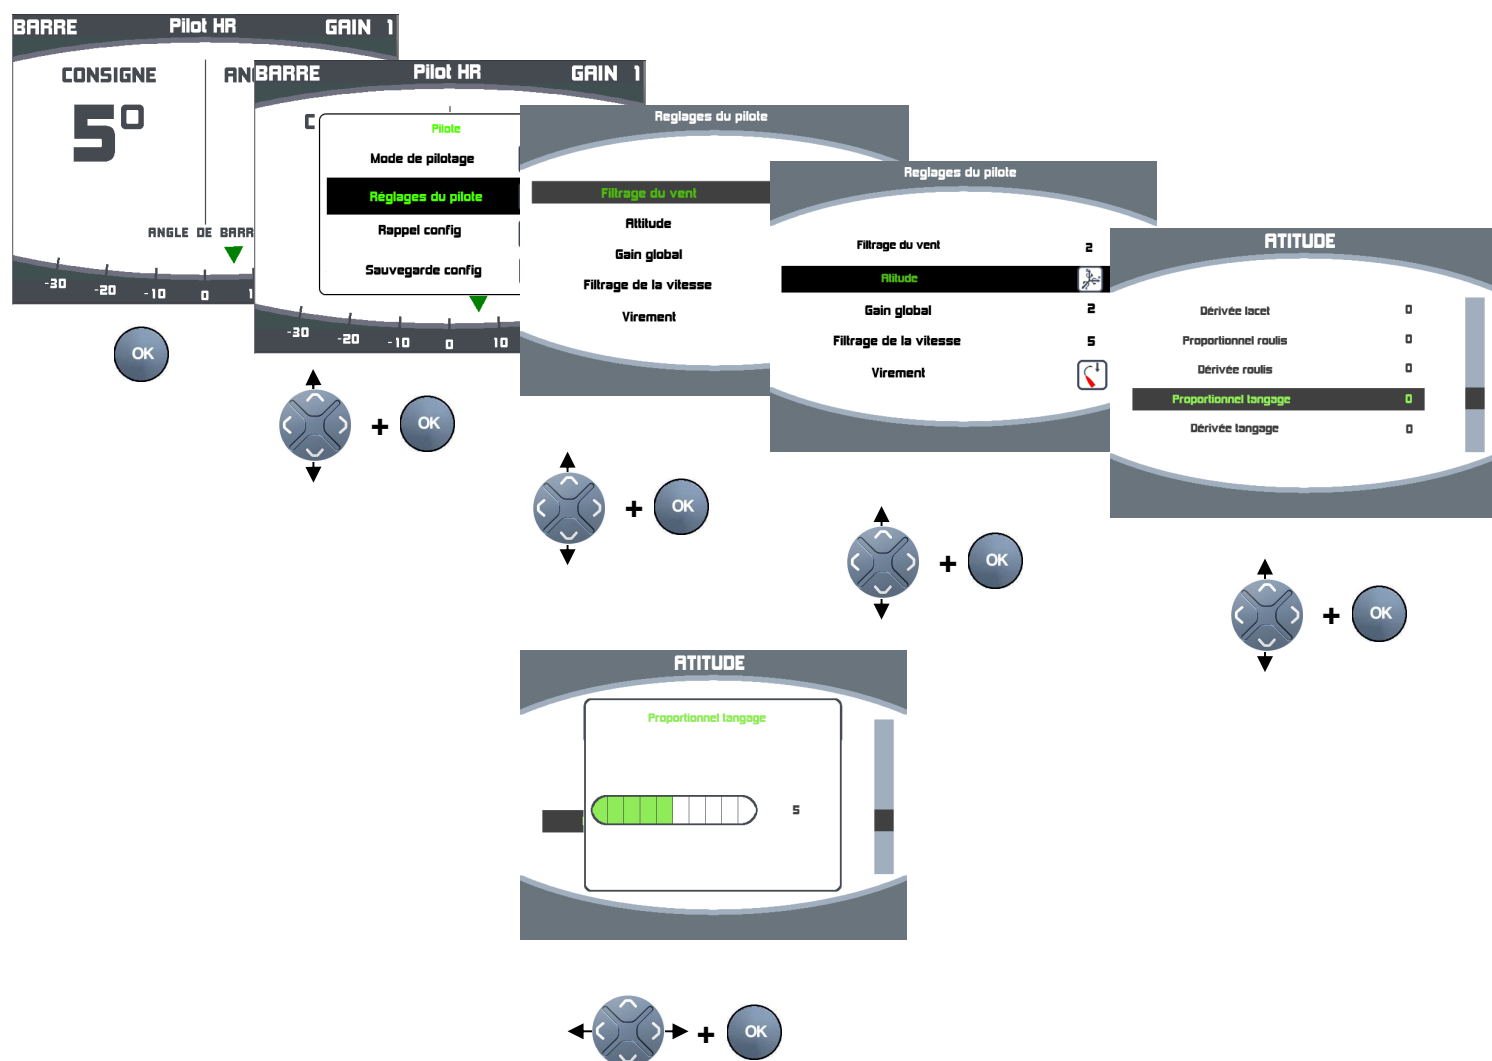 BARRE Pilot HR GAIN 1
CONSIGNE
5°
ANGLE DE BARR
-30 -20 -10 0 1
OK
BARRE Pilot HR GAIN 1
C
Pilote
Mode de pilotage
Réglages du pilote
Rappel config
Sauvegarde config
-30 -20 -10 0 10
+ OK
Reglages du pilote
Filtrage du vent
Attitude
Gain global
Filtrage de la vitesse
Virement
+ OK
Reglages du pilote
Filtrage du vent 2
Atitude
Gain global 2
Filtrage de la vitesse 5
Virement
+ OK
ATITUDE
Dérivée lacet 0
Proportionnel roulis 0
Dérivée roulis 0
Proportionnel tangage 0
Dérivée tangage 0
+ OK
ATITUDE
Proportionnel tangage
5
+ OK